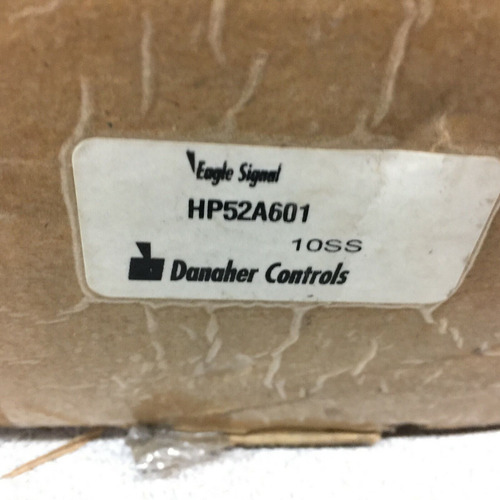 Eagle Signal
HP52A601
10SS
Danaher Controls